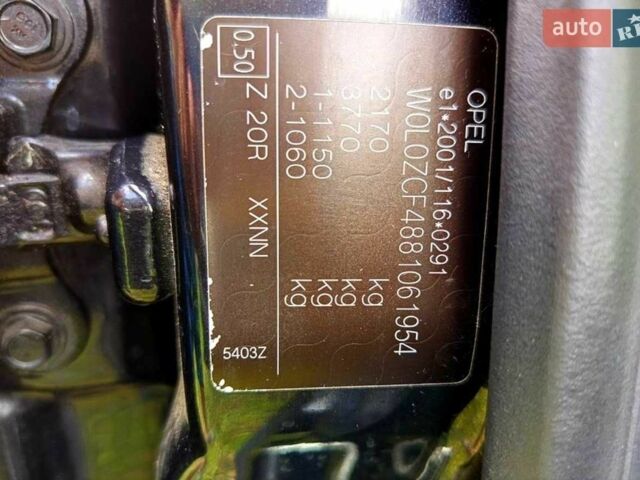 OPEL
e1*2001/116*0291
W0L0ZCF4881061954
2170 kg
3770 kg
1-1150 kg
2-1060 kg
0.50 Z 20R XXNN
5403Z
auto